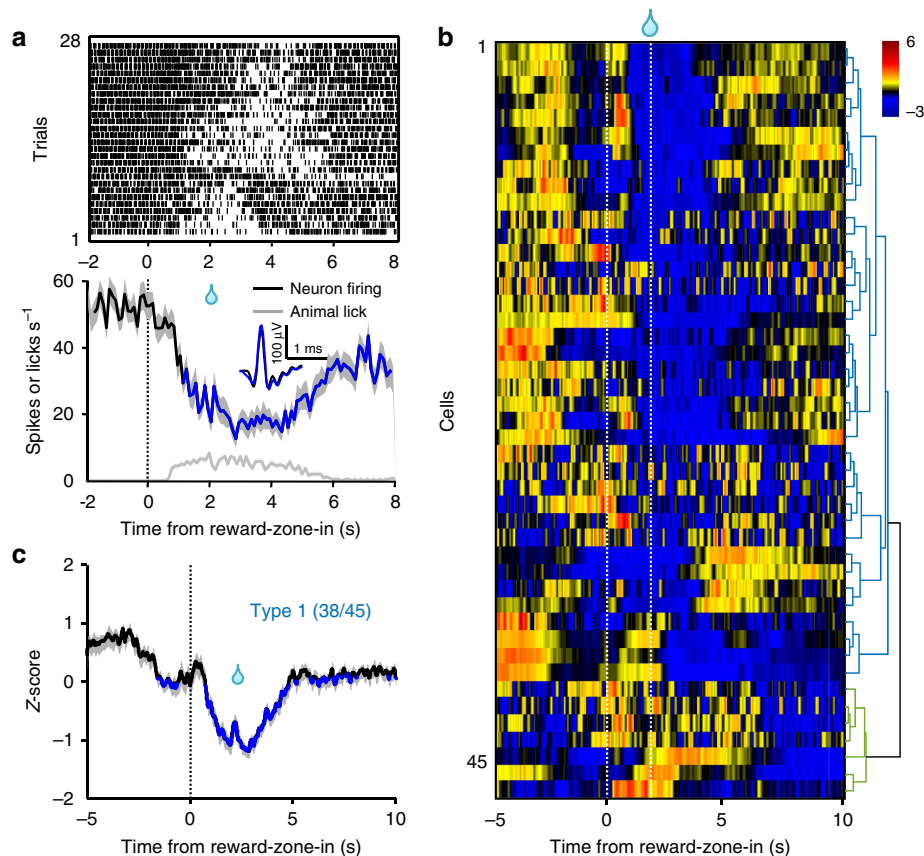 a
28
Trials
1
−2 0 2 4 6 8
60
40
20
0
Spikes or licks s⁻¹
Neuron firing
Animal lick
100 μV
1 ms
−2 0 2 4 6 8
Time from reward-zone-in (s)
c
2
1
0
−1
−2
Z-score
Type 1 (38/45)
−5 0 5 10
Time from reward-zone-in (s)
b
1
Cells
45
6
−3
−5 0 5 10
Time from reward-zone-in (s)